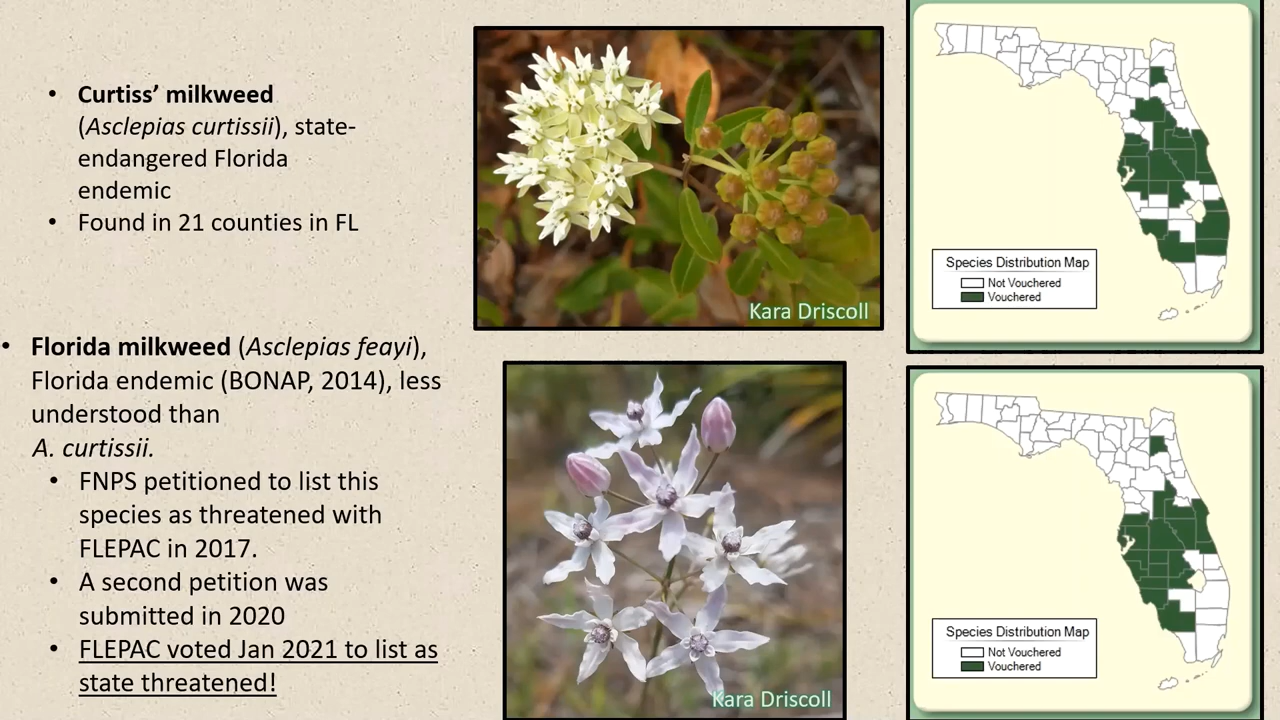 • Curtiss’ milkweed
(Asclepias curtissii), state-
endangered Florida
endemic
• Found in 21 counties in FL
Kara Driscoll
Species Distribution Map
Not Vouchered
Vouchered
• Florida milkweed (Asclepias feayi),
Florida endemic (BONAP, 2014), less
understood than
A. curtissii.
• FNPS petitioned to list this
species as threatened with
FLEPAC in 2017.
• A second petition was
submitted in 2020
• FLEPAC voted Jan 2021 to list as
state threatened!
Kara Driscoll
Species Distribution Map
Not Vouchered
Vouchered